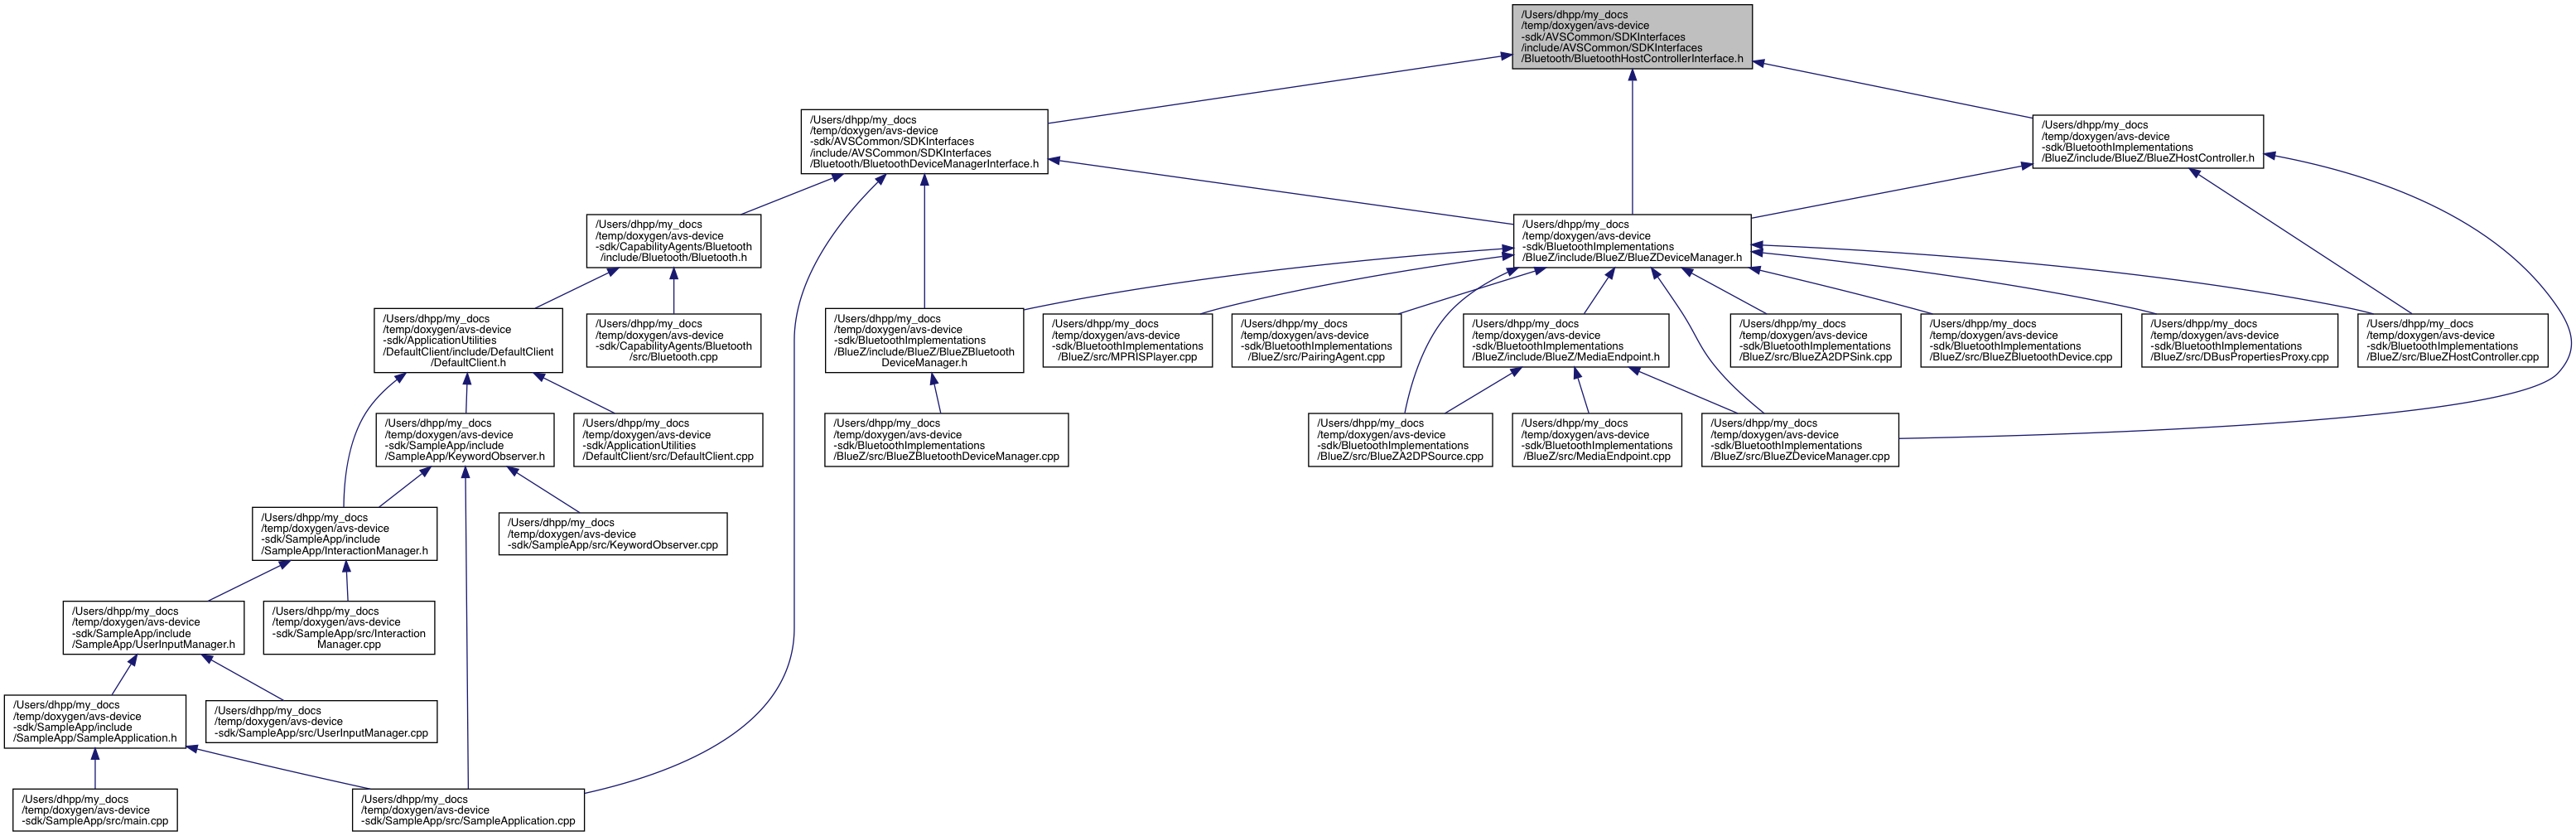 /Users/dhpp/my_docs
/temp/doxygen/avs-device
-sdk/AVSCommon/SDKInterfaces
/include/AVSCommon/SDKInterfaces
/Bluetooth/BluetoothHostControllerInterface.h
/Users/dhpp/my_docs
/temp/doxygen/avs-device
-sdk/AVSCommon/SDKInterfaces
/include/AVSCommon/SDKInterfaces
/Bluetooth/BluetoothDeviceManagerInterface.h
/Users/dhpp/my_docs
/temp/doxygen/avs-device
-sdk/BluetoothImplementations
/BlueZ/include/BlueZ/BlueZHostController.h
/Users/dhpp/my_docs
/temp/doxygen/avs-device
-sdk/CapabilityAgents/Bluetooth
/include/Bluetooth/Bluetooth.h
/Users/dhpp/my_docs
/temp/doxygen/avs-device
-sdk/BluetoothImplementations
/BlueZ/include/BlueZ/BlueZDeviceManager.h
/Users/dhpp/my_docs
/temp/doxygen/avs-device
-sdk/ApplicationUtilities
/DefaultClient/include/DefaultClient
/DefaultClient.h
/Users/dhpp/my_docs
/temp/doxygen/avs-device
-sdk/CapabilityAgents/Bluetooth
/src/Bluetooth.cpp
/Users/dhpp/my_docs
/temp/doxygen/avs-device
-sdk/BluetoothImplementations
/BlueZ/include/BlueZ/BlueZBluetooth
DeviceManager.h
/Users/dhpp/my_docs
/temp/doxygen/avs-device
-sdk/BluetoothImplementations
/BlueZ/src/MPRISPlayer.cpp
/Users/dhpp/my_docs
/temp/doxygen/avs-device
-sdk/BluetoothImplementations
/BlueZ/src/PairingAgent.cpp
/Users/dhpp/my_docs
/temp/doxygen/avs-device
-sdk/BluetoothImplementations
/BlueZ/include/BlueZ/MediaEndpoint.h
/Users/dhpp/my_docs
/temp/doxygen/avs-device
-sdk/BluetoothImplementations
/BlueZ/src/BlueZA2DPSink.cpp
/Users/dhpp/my_docs
/temp/doxygen/avs-device
-sdk/BluetoothImplementations
/BlueZ/src/BlueZBluetoothDevice.cpp
/Users/dhpp/my_docs
/temp/doxygen/avs-device
-sdk/BluetoothImplementations
/BlueZ/src/DBusPropertiesProxy.cpp
/Users/dhpp/my_docs
/temp/doxygen/avs-device
-sdk/BluetoothImplementations
/BlueZ/src/BlueZHostController.cpp
/Users/dhpp/my_docs
/temp/doxygen/avs-device
-sdk/SampleApp/include
/SampleApp/KeywordObserver.h
/Users/dhpp/my_docs
/temp/doxygen/avs-device
-sdk/ApplicationUtilities
/DefaultClient/src/DefaultClient.cpp
/Users/dhpp/my_docs
/temp/doxygen/avs-device
-sdk/BluetoothImplementations
/BlueZ/src/BlueZBluetoothDeviceManager.cpp
/Users/dhpp/my_docs
/temp/doxygen/avs-device
-sdk/BluetoothImplementations
/BlueZ/src/BlueZA2DPSource.cpp
/Users/dhpp/my_docs
/temp/doxygen/avs-device
-sdk/BluetoothImplementations
/BlueZ/src/MediaEndpoint.cpp
/Users/dhpp/my_docs
/temp/doxygen/avs-device
-sdk/BluetoothImplementations
/BlueZ/src/BlueZDeviceManager.cpp
/Users/dhpp/my_docs
/temp/doxygen/avs-device
-sdk/SampleApp/include
/SampleApp/InteractionManager.h
/Users/dhpp/my_docs
/temp/doxygen/avs-device
-sdk/SampleApp/src/KeywordObserver.cpp
/Users/dhpp/my_docs
/temp/doxygen/avs-device
-sdk/SampleApp/include
/SampleApp/UserInputManager.h
/Users/dhpp/my_docs
/temp/doxygen/avs-device
-sdk/SampleApp/src/Interaction
Manager.cpp
/Users/dhpp/my_docs
/temp/doxygen/avs-device
-sdk/SampleApp/include
/SampleApp/SampleApplication.h
/Users/dhpp/my_docs
/temp/doxygen/avs-device
-sdk/SampleApp/src/UserInputManager.cpp
/Users/dhpp/my_docs
/temp/doxygen/avs-device
-sdk/SampleApp/src/main.cpp
/Users/dhpp/my_docs
/temp/doxygen/avs-device
-sdk/SampleApp/src/SampleApplication.cpp